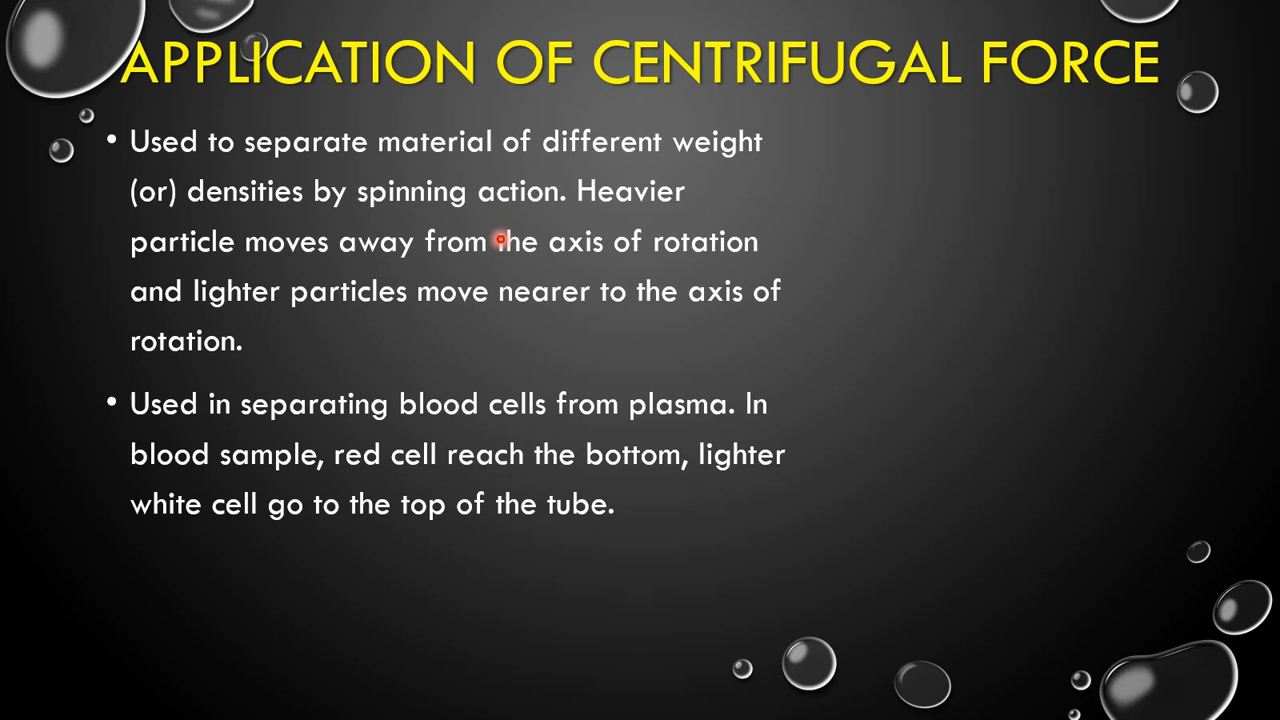 APPLICATION OF CENTRIFUGAL FORCE
• Used to separate material of different weight
(or) densities by spinning action. Heavier
particle moves away from the axis of rotation
and lighter particles move nearer to the axis of
rotation.
• Used in separating blood cells from plasma. In
blood sample, red cell reach the bottom, lighter
white cell go to the top of the tube.